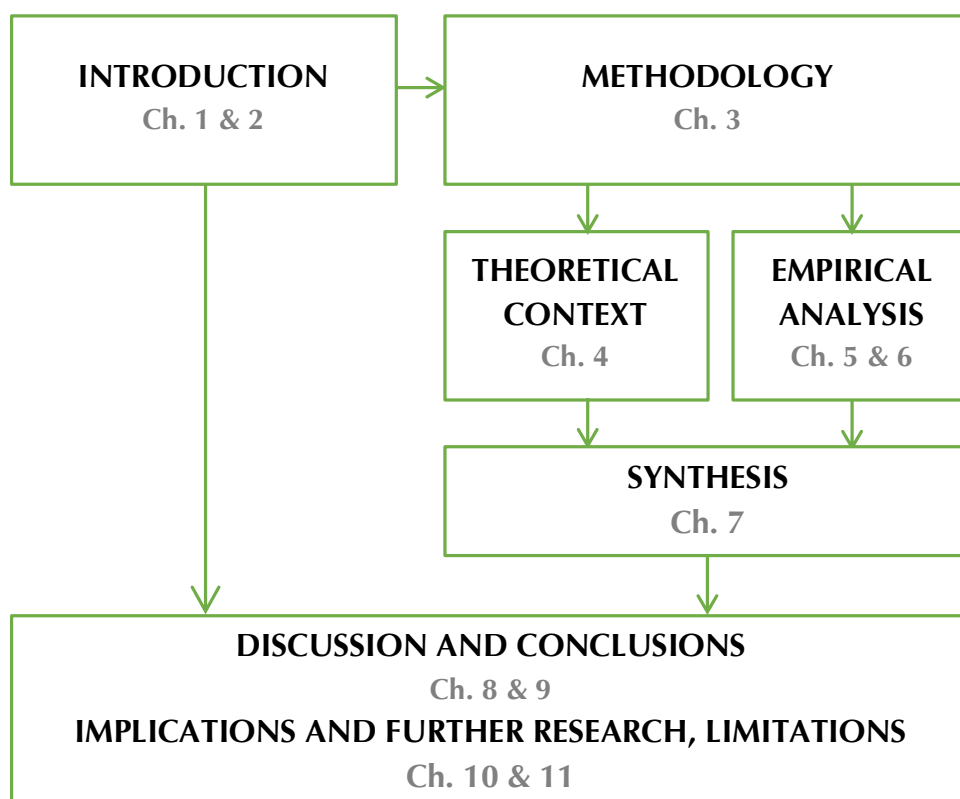 INTRODUCTION
Ch. 1 & 2
METHODOLOGY
Ch. 3
THEORETICAL
CONTEXT
Ch. 4
EMPIRICAL
ANALYSIS
Ch. 5 & 6
SYNTHESIS
Ch. 7
DISCUSSION AND CONCLUSIONS
Ch. 8 & 9
IMPLICATIONS AND FURTHER RESEARCH, LIMITATIONS
Ch. 10 & 11